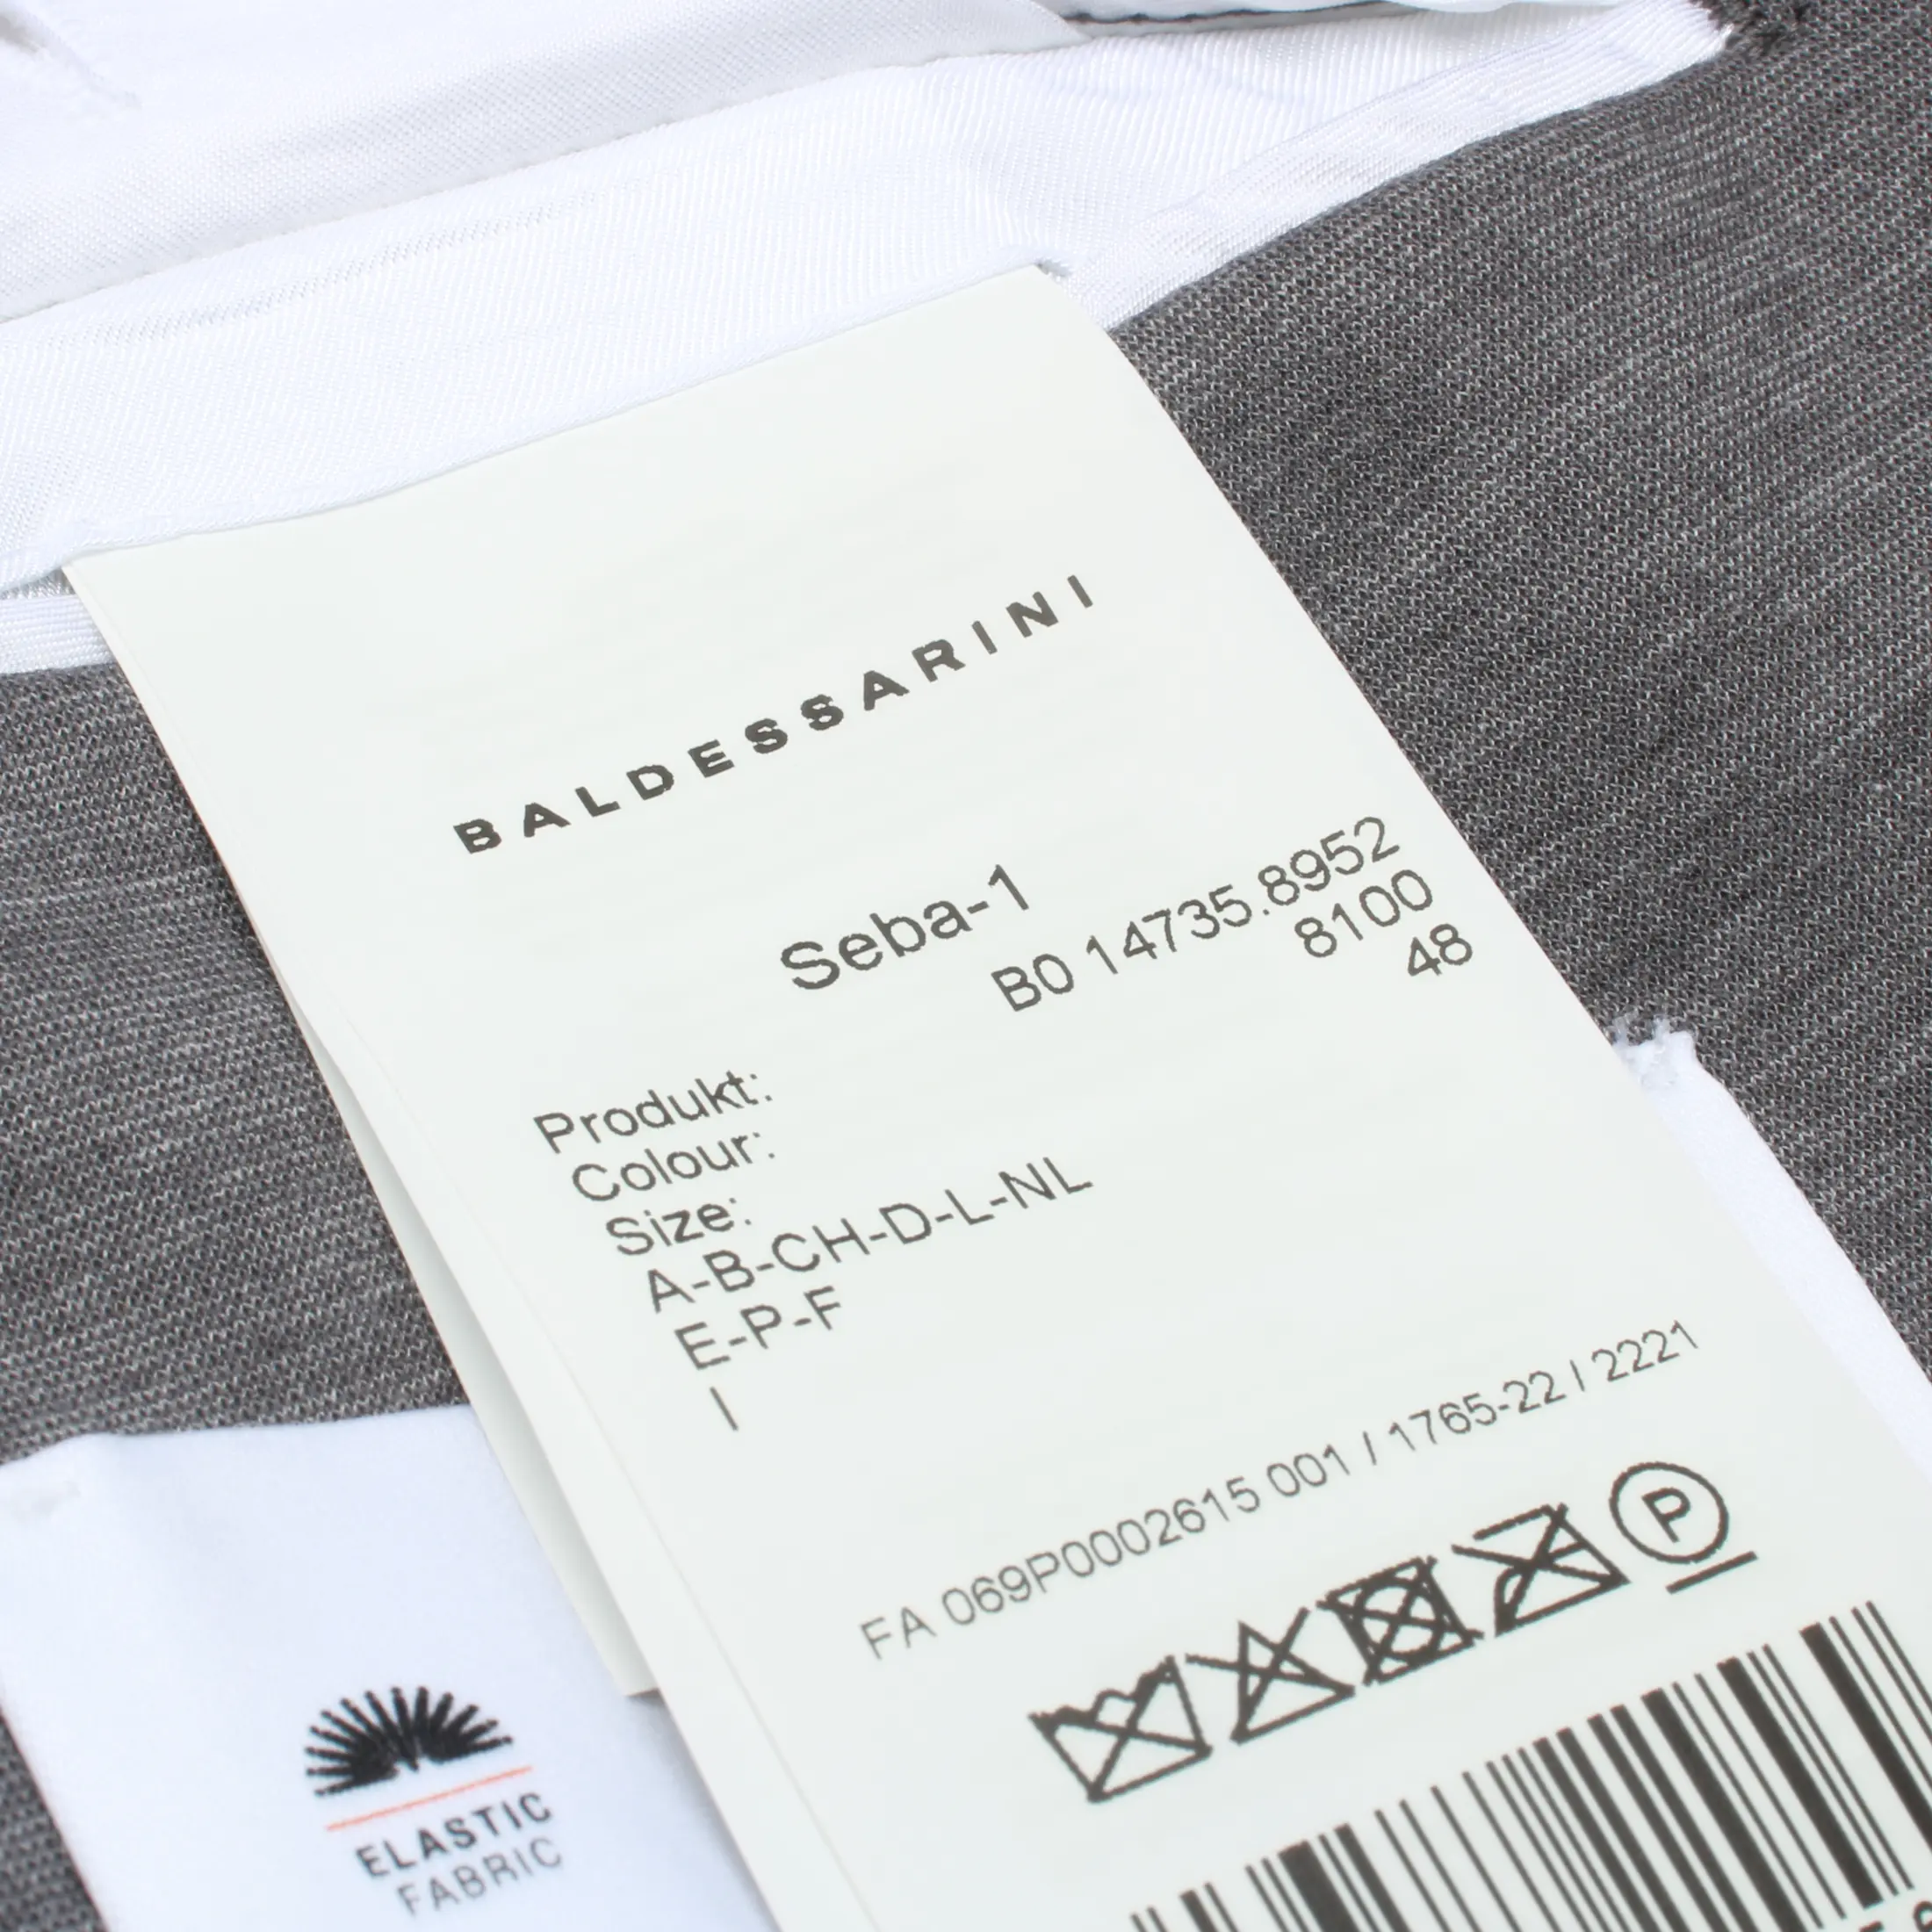 BALDESSARINI
Seba-1
Produkt: B0 14735.8952
Colour: 8100
Size: 48
A-B-CH-D-L-NL
E-P-F
I
FA 069P0002615 001 / 1765-22 / 2221
P
ELASTIC
FABRIC